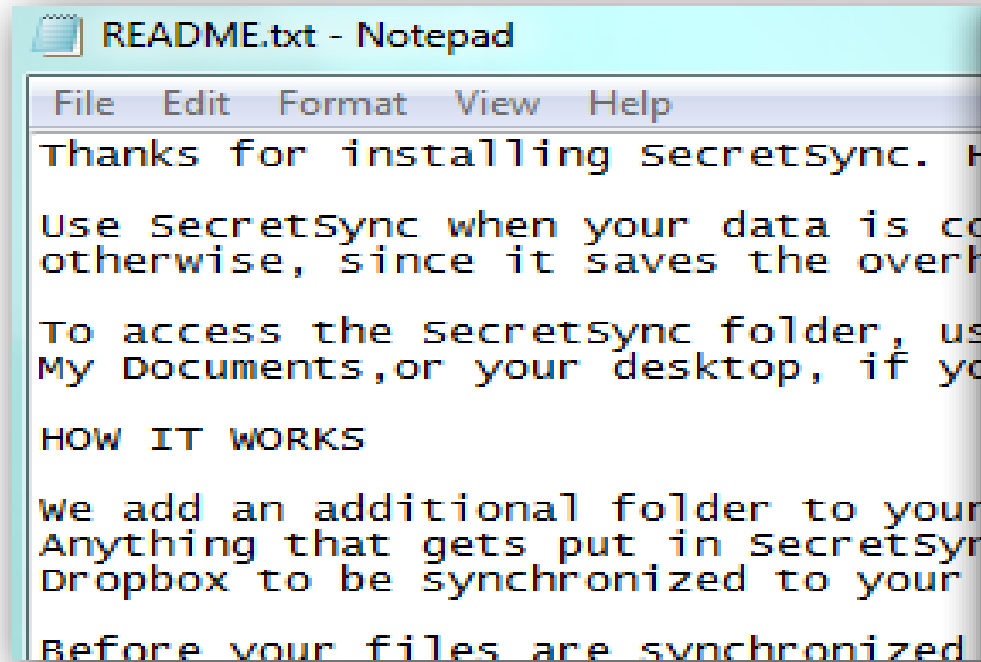 README.txt - Notepad
File Edit Format View Help
Thanks for installing SecretSync.
Use SecretSync when your data is
otherwise, since it saves the
To access the SecretSync folder,
My Documents,or your desktop, if
HOW IT WORKS
We add an additional folder to your
Anything that gets put in
Dropbox to be synchronized to your
Before your files are synchronized